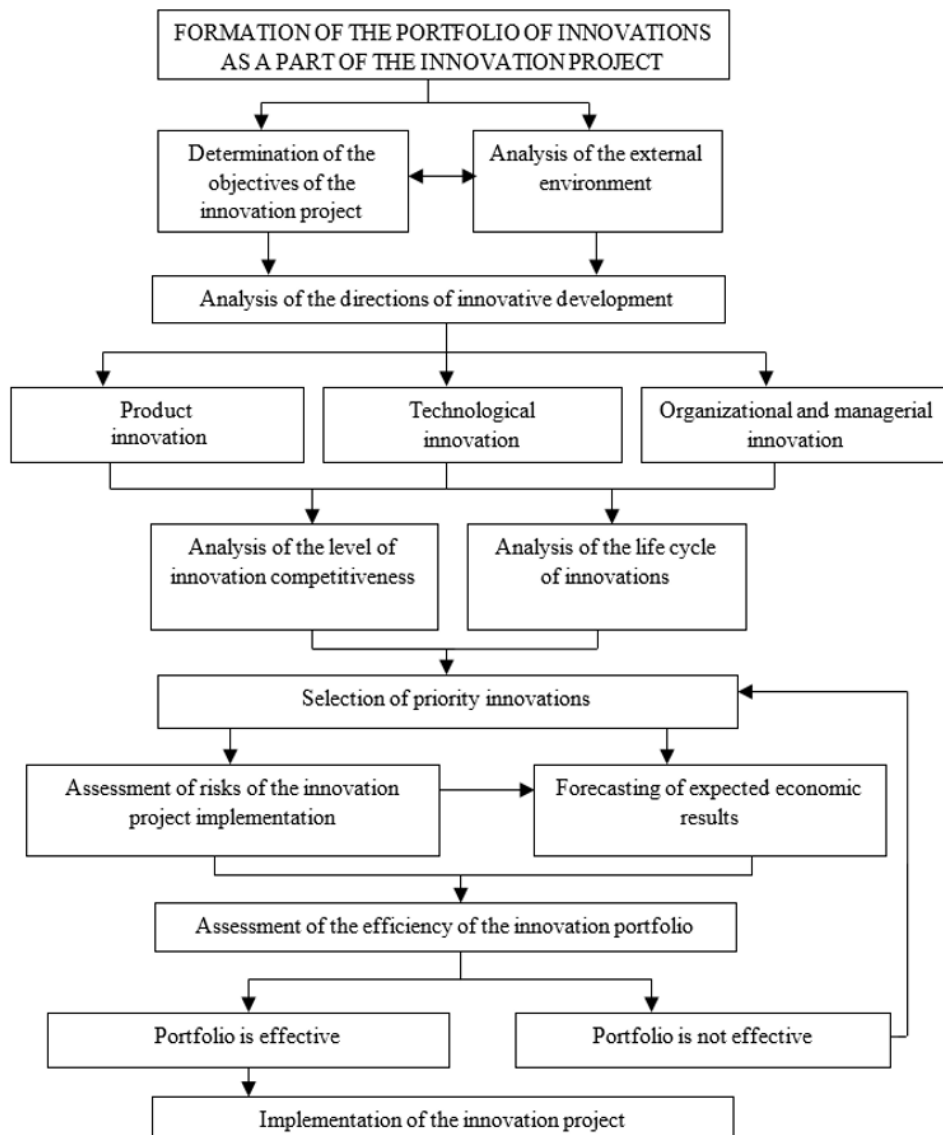 FORMATION OF THE PORTFOLIO OF INNOVATIONS
AS A PART OF THE INNOVATION PROJECT
Determination of the
objectives of the
innovation project
Analysis of the external
environment
Analysis of the directions of innovative development
Product
innovation
Technological
innovation
Organizational and managerial
innovation
Analysis of the level of
innovation competitiveness
Analysis of the life cycle
of innovations
Selection of priority innovations
Assessment of risks of the innovation
project implementation
Forecasting of expected economic
results
Assessment of the efficiency of the innovation portfolio
Portfolio is effective
Portfolio is not effective
Implementation of the innovation project